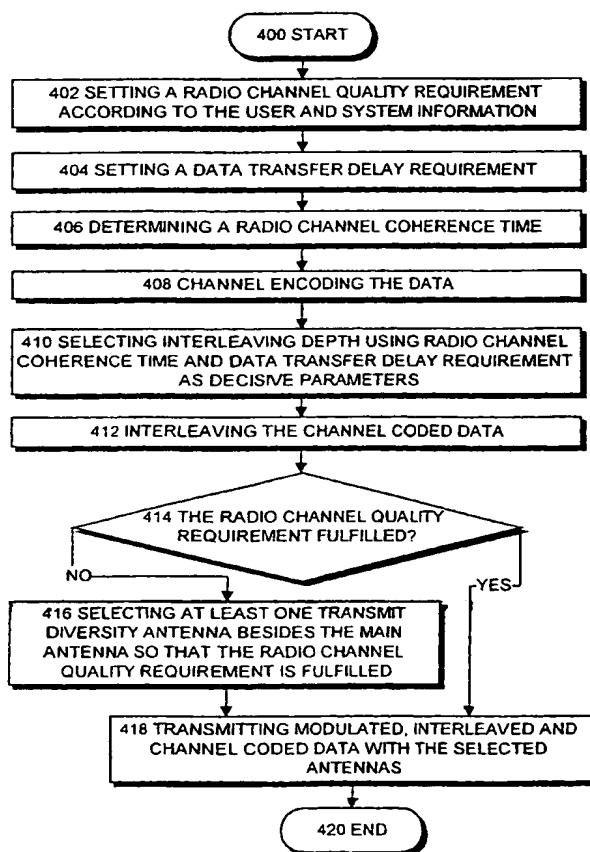 400 START
402 SETTING A RADIO CHANNEL QUALITY REQUIREMENT
ACCORDING TO THE USER AND SYSTEM INFORMATION
404 SETTING A DATA TRANSFER DELAY REQUIREMENT
406 DETERMINING A RADIO CHANNEL COHERENCE TIME
408 CHANNEL ENCODING THE DATA
410 SELECTING INTERLEAVING DEPTH USING RADIO CHANNEL
COHERENCE TIME AND DATA TRANSFER DELAY REQUIREMENT
AS DECISIVE PARAMETERS
412 INTERLEAVING THE CHANNEL CODED DATA
414 THE RADIO CHANNEL QUALITY
REQUIREMENT FULFILLED?
NO
YES
416 SELECTING AT LEAST ONE TRANSMIT
DIVERSITY ANTENNA BESIDES THE MAIN
ANTENNA SO THAT THE RADIO CHANNEL
QUALITY REQUIREMENT IS FULFILLED
418 TRANSMITTING MODULATED, INTERLEAVED AND
CHANNEL CODED DATA WITH THE SELECTED
ANTENNAS
420 END